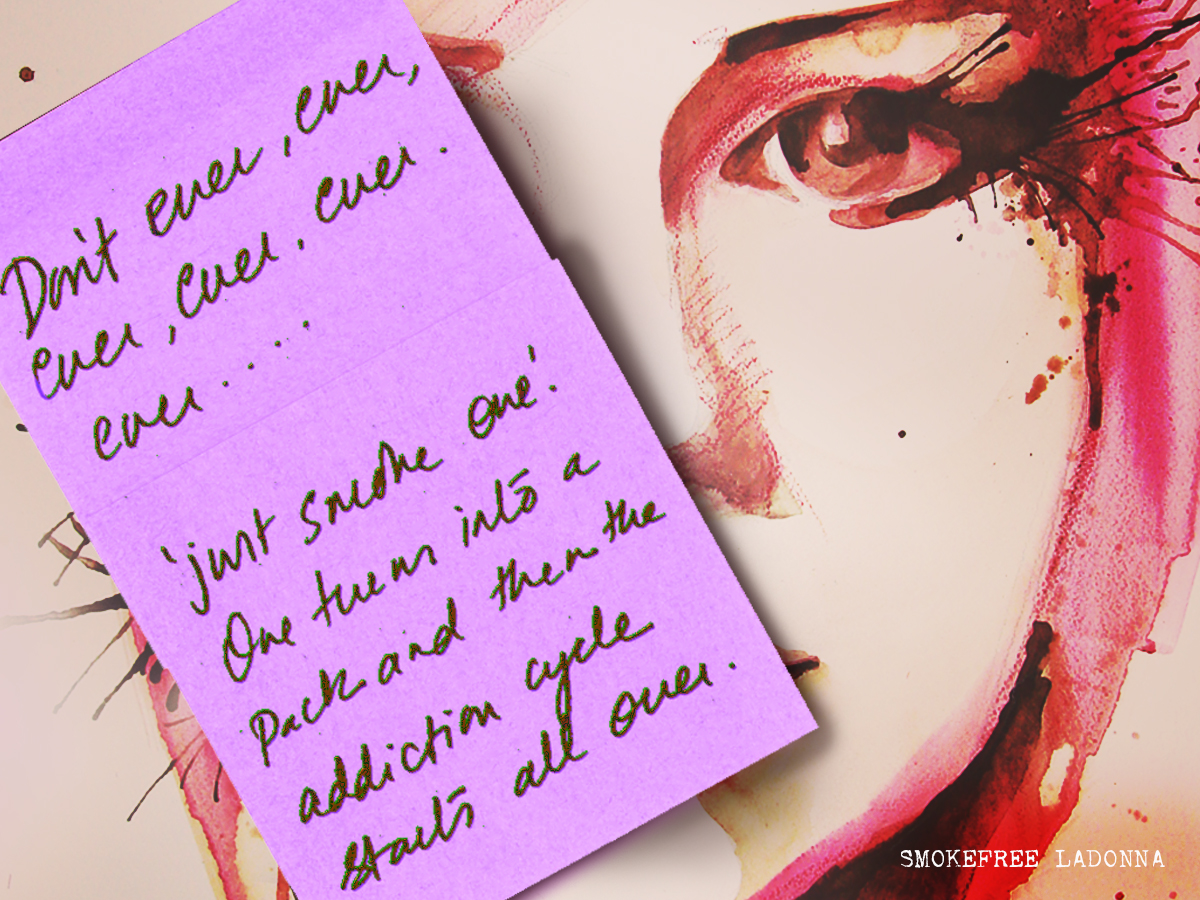 Don't ever, ever,
ever, ever, ever.
ever....
'just smoke one'.
One turns into a
pack and then the
addiction cycle
starts all over.
SMOKEFREE LADONNA